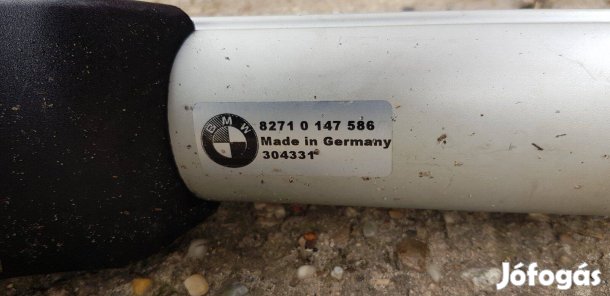 BMW
8271 0 147 586
Made in Germany
304331
Jófogás